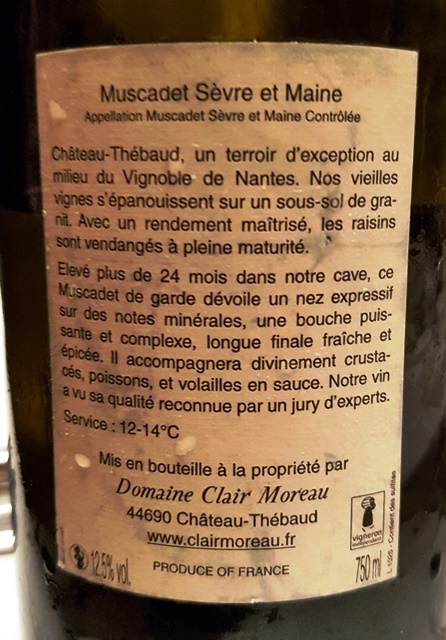 Muscadet Sèvre et Maine
Appellation Muscadet Sèvre et Maine Contrôlée
Château-Thébaud, un terroir d'exception au
milieu du Vignoble de Nantes. Nos vieilles
vignes s'épanouissent sur un sous-sol de gra-
nit. Avec un rendement maîtrisé, les raisins
sont vendangés à pleine maturité.
Elevé plus de 24 mois dans notre cave, ce
Muscadet de garde dévoile un nez expressif
sur des notes minérales, une bouche puis-
sante et complexe, longue finale fraîche et
épicée. Il accompagnera divinement crusta-
cés, poissons, et volailles en sauce. Notre vin
a vu sa qualité reconnue par un jury d'experts.
Service : 12-14°C
Mis en bouteille à la propriété par
Domaine Clair Moreau
44690 Château-Thébaud
www.clairmoreau.fr
PRODUCE OF FRANCE
12,5% vol.
vigneron
indépendant
750 ml
Contient des sulfites